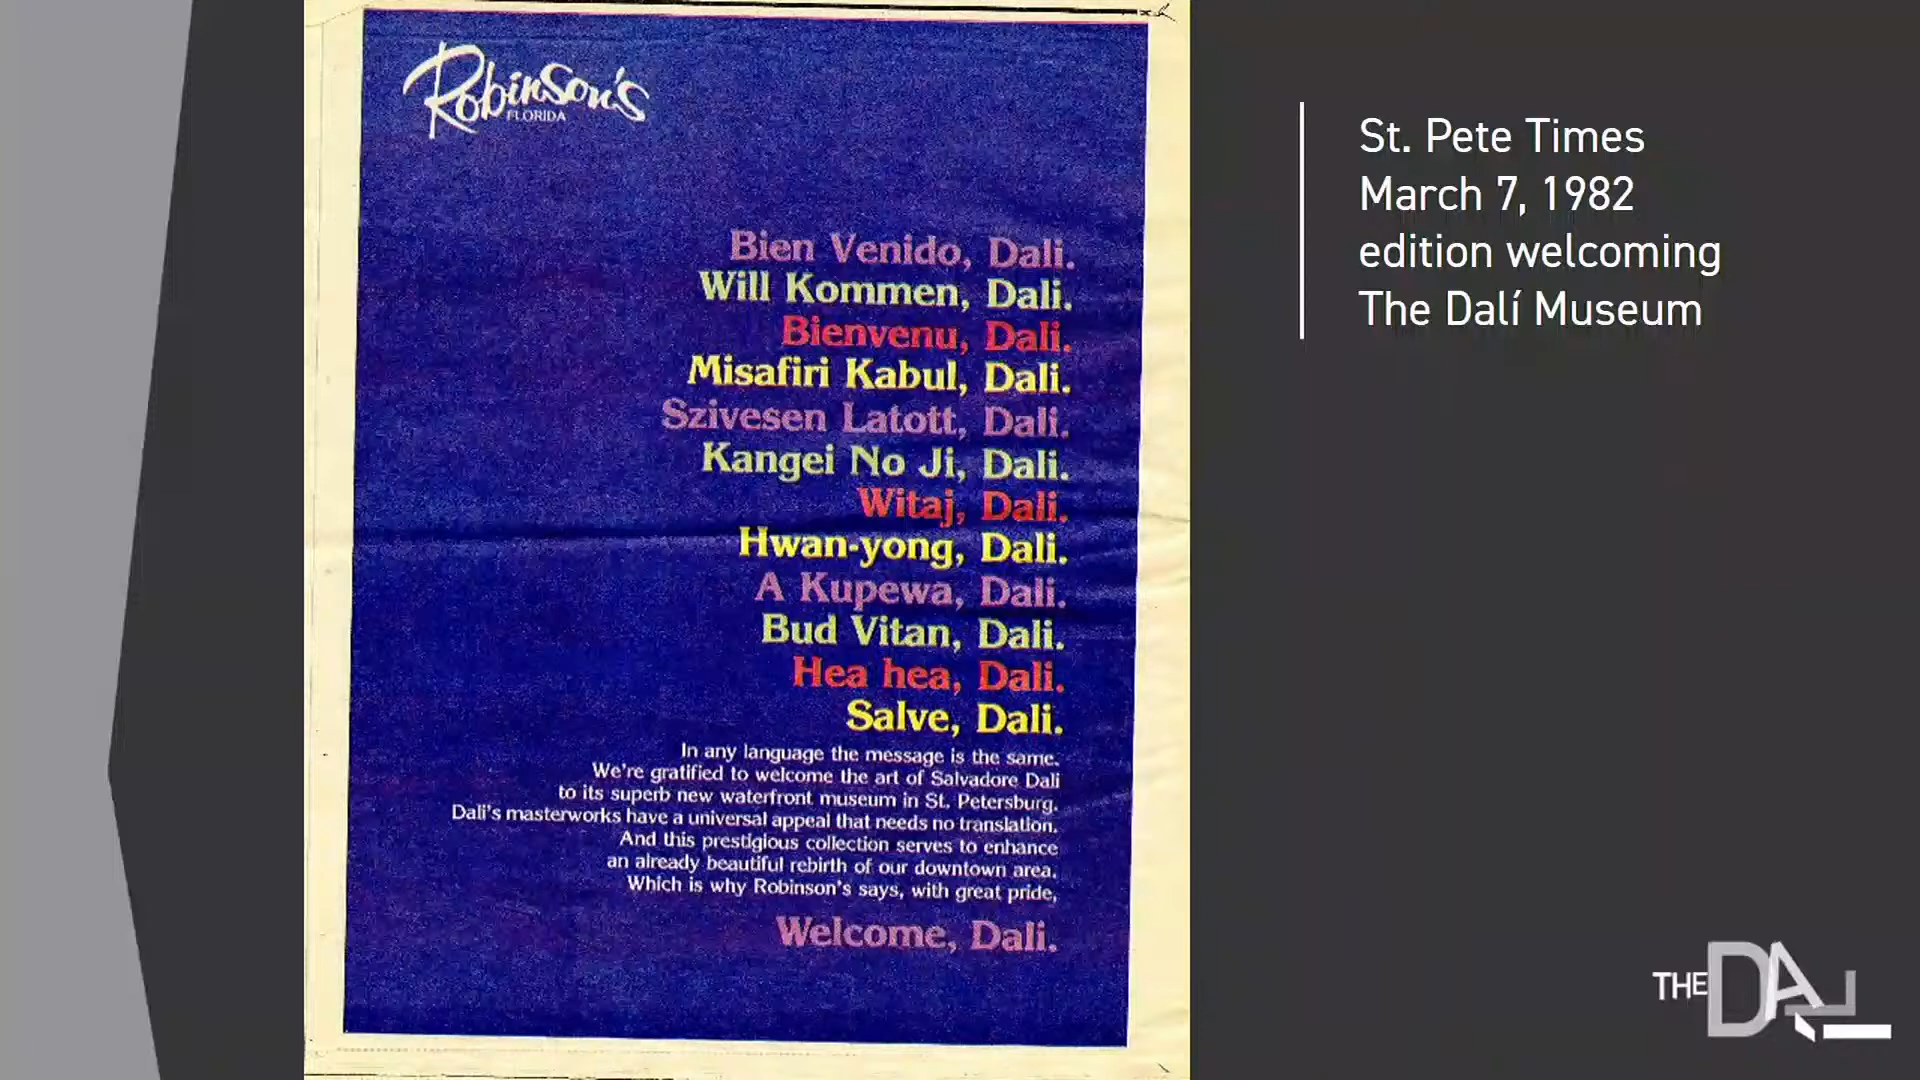 Robinson's
FLORIDA
Bien Venido, Dali.
Will Kommen, Dali.
Bienvenu, Dali.
Misafiri Kabul, Dali.
Szivesen Latott, Dali.
Kangei No Ji, Dali.
Witaj, Dali.
Hwan-yong, Dali.
A Kupewa, Dali.
Bud Vitan, Dali.
Hea hea, Dali.
Salve, Dali.
In any language the message is the same.
We're gratified to welcome the art of Salvadore Dali
to its superb new waterfront museum in St. Petersburg.
Dali's masterworks have a universal appeal that needs no translation.
And this prestigious collection serves to enhance
an already beautiful rebirth of our downtown area.
Which is why Robinson's says, with great pride,
Welcome, Dali.
St. Pete Times
March 7, 1982
edition welcoming
The Dalí Museum
THE DALÍ